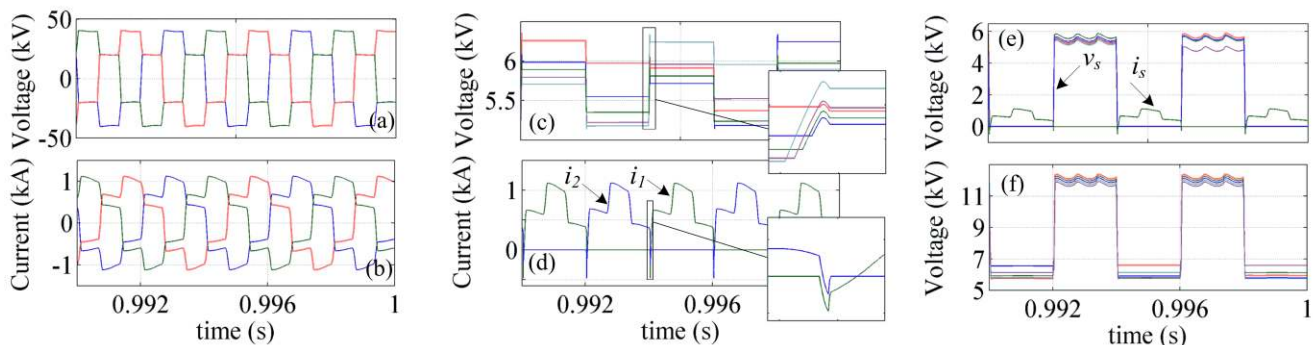 50
0
-50
Voltage (kV)
(a)
1
0
-1
Current (kA)
(b)
0.992
0.996
1
time (s)
6
5.5
Voltage (kV)
(c)
1
0
Current (kA)
i2
i1
(d)
0.992
0.996
time (s)
6
4
2
0
Voltage (kV)
(e)
vs
is
11
9
7
5
Voltage (kV)
(f)
0.992
0.996
1
time (s)